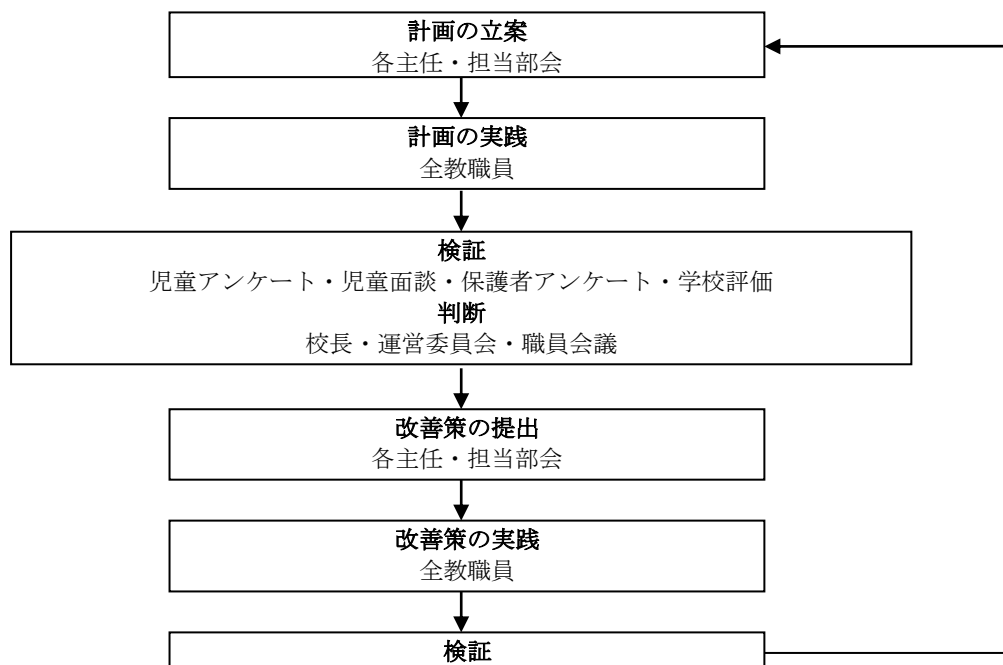 計画の立案
各主任・担当部会
計画の実践
全教職員
検証
児童アンケート・児童面談・保護者アンケート・学校評価
判断
校長・運営委員会・職員会議
改善策の提出
各主任・担当部会
改善策の実践
全教職員
検証